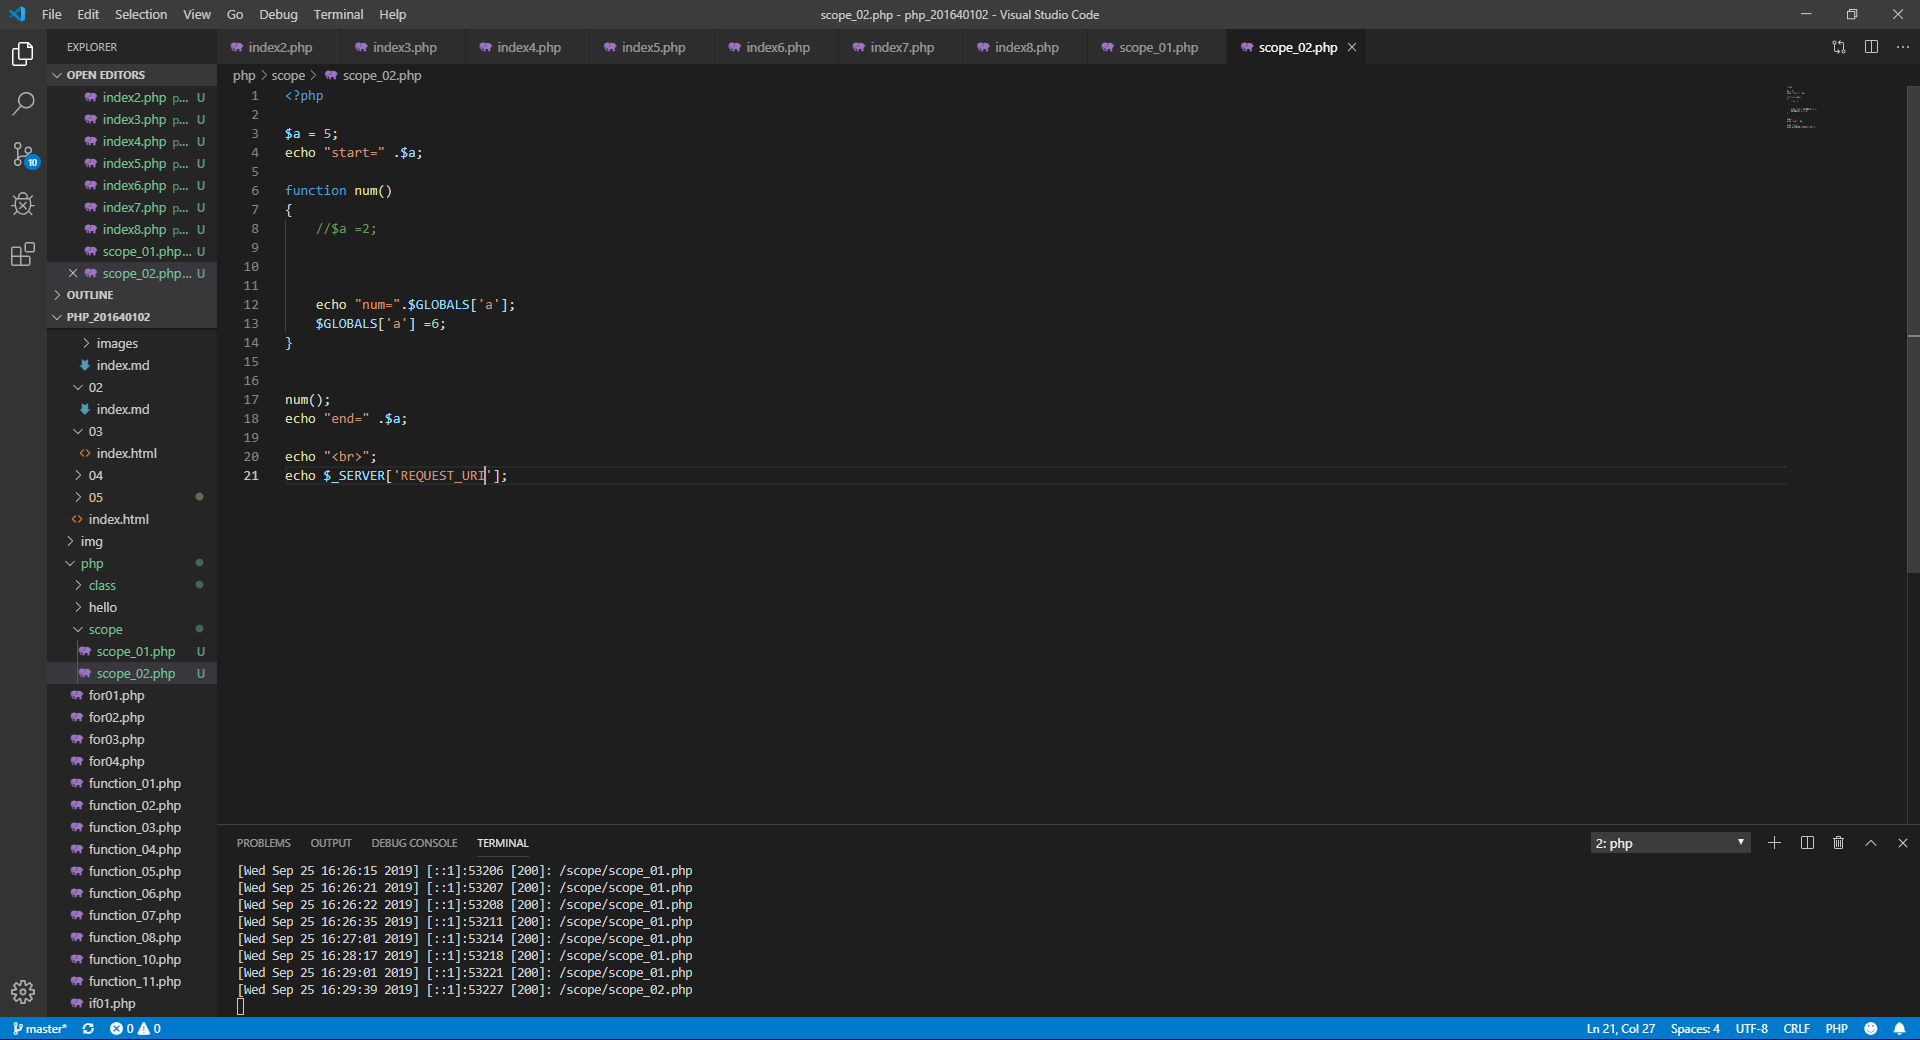 File Edit Selection View Go Debug Terminal Help
scope_02.php - php_201640102 - Visual Studio Code
EXPLORER
index2.php index3.php index4.php index5.php index6.php index7.php index8.php scope_01.php scope_02.php
OPEN EDITORS
index2.php p... U
index3.php p... U
index4.php p... U
index5.php p... U
index6.php p... U
index7.php p... U
index8.php p... U
scope_01.php... U
scope_02.php... U
OUTLINE
PHP_201640102
images
index.md
02
index.md
03
index.html
04
05
index.html
img
php
class
hello
scope
scope_01.php U
scope_02.php U
for01.php
for02.php
for03.php
for04.php
function_01.php
function_02.php
function_03.php
function_04.php
function_05.php
function_06.php
function_07.php
function_08.php
function_10.php
function_11.php
if01.php
10
php > scope > scope_02.php
1 <?php
2
3 $a = 5;
4 echo "start=" .$a;
5
6 function num()
7 {
8 //$a =2;
9
10
11
12 echo "num=".$GLOBALS['a'];
13 $GLOBALS['a'] =6;
14 }
15
16
17 num();
18 echo "end=" .$a;
19
20 echo "<br>";
21 echo $_SERVER['REQUEST_URI'];
PROBLEMS OUTPUT DEBUG CONSOLE TERMINAL
2: php
[Wed Sep 25 16:26:15 2019] [::1]:53206 [200]: /scope/scope_01.php
[Wed Sep 25 16:26:21 2019] [::1]:53207 [200]: /scope/scope_01.php
[Wed Sep 25 16:26:22 2019] [::1]:53208 [200]: /scope/scope_01.php
[Wed Sep 25 16:26:35 2019] [::1]:53211 [200]: /scope/scope_01.php
[Wed Sep 25 16:27:01 2019] [::1]:53214 [200]: /scope/scope_01.php
[Wed Sep 25 16:28:17 2019] [::1]:53218 [200]: /scope/scope_01.php
[Wed Sep 25 16:29:01 2019] [::1]:53221 [200]: /scope/scope_01.php
[Wed Sep 25 16:29:39 2019] [::1]:53227 [200]: /scope/scope_02.php
master* 0 0
Ln 21, Col 27 Spaces: 4 UTF-8 CRLF PHP